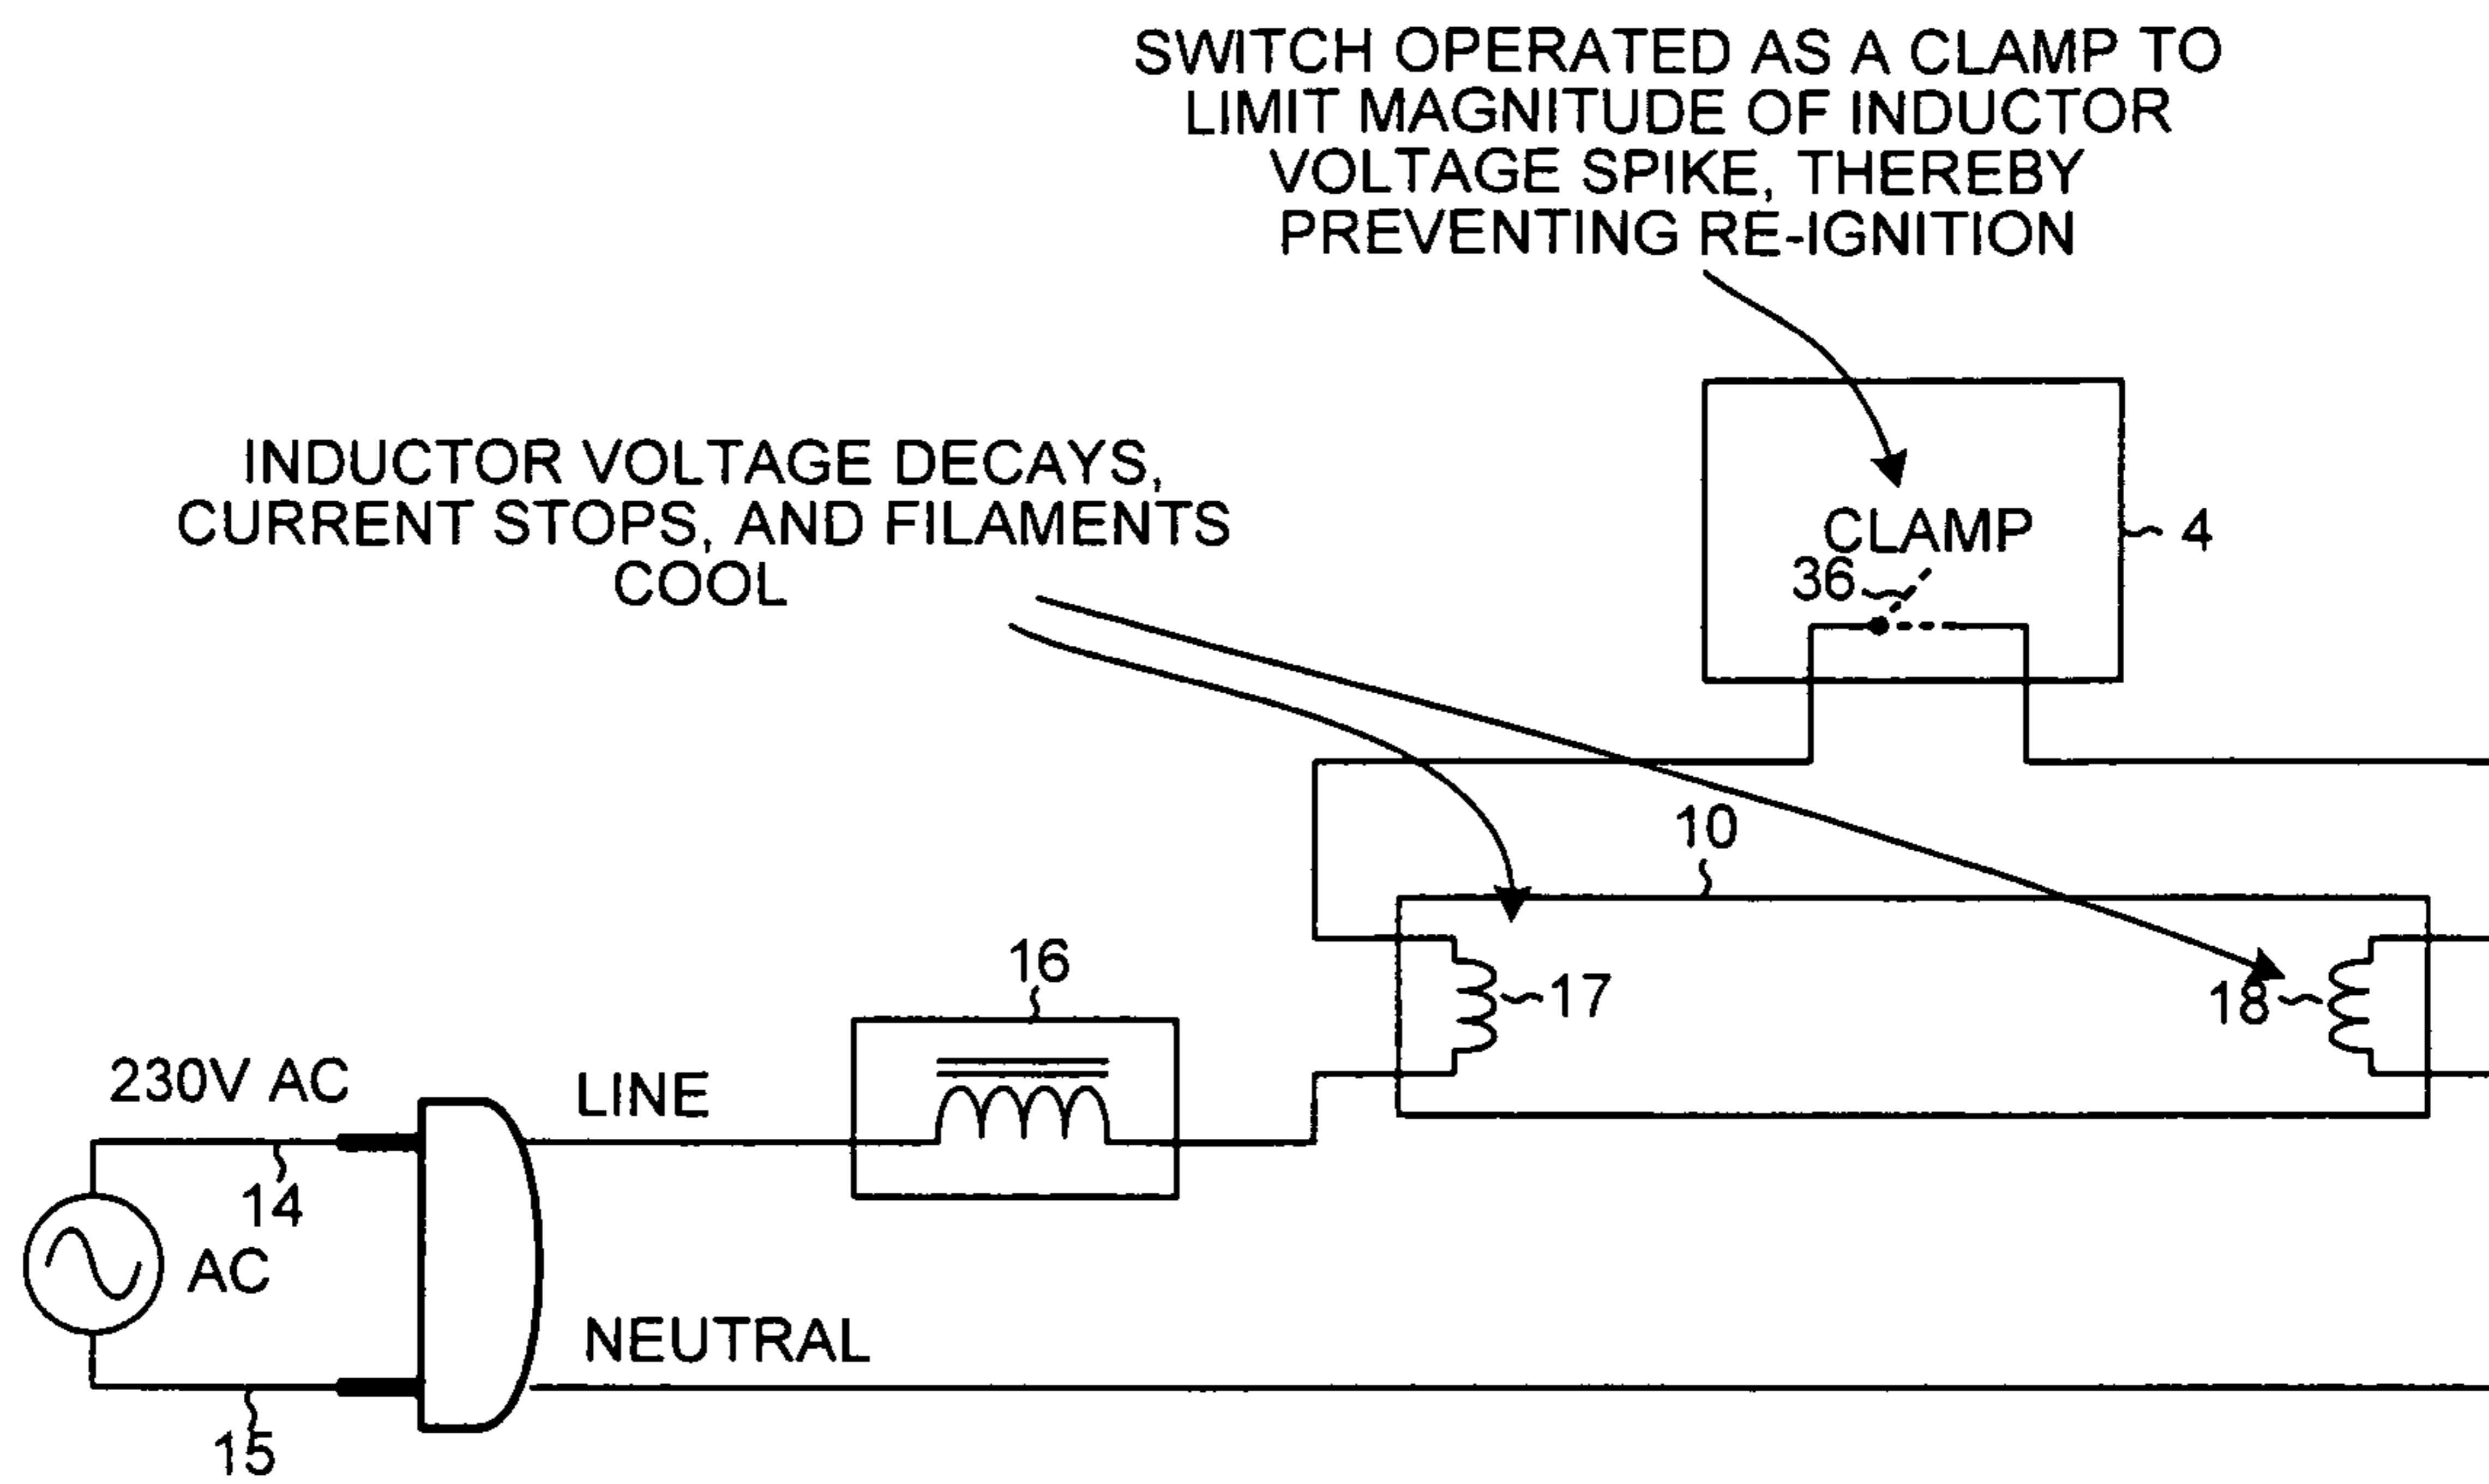 SWITCH OPERATED AS A CLAMP TO
LIMIT MAGNITUDE OF INDUCTOR
VOLTAGE SPIKE, THEREBY
PREVENTING RE-IGNITION
INDUCTOR VOLTAGE DECAYS,
CURRENT STOPS, AND FILAMENTS
COOL
CLAMP
4
36
10
16
17
18
230V AC
LINE
14
AC
NEUTRAL
15